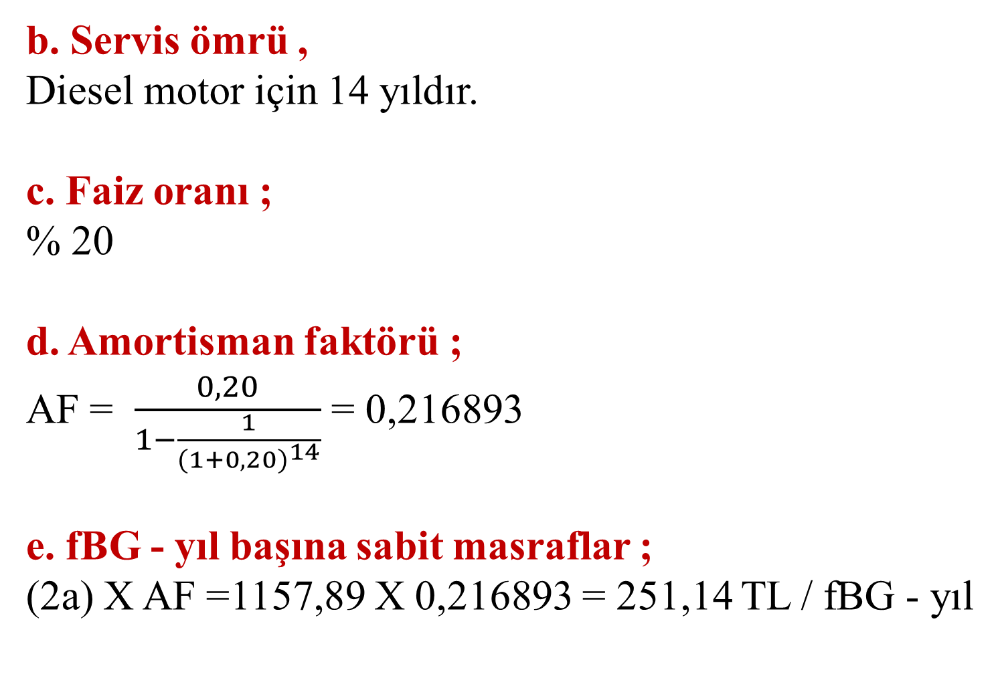 b. Servis ömrü ,
Diesel motor için 14 yıldır.
c. Faiz oranı ;
% 20
d. Amortisman faktörü ;
AF = 0,20 / (1−1/(1+0,20)^14) = 0,216893
e. fBG - yıl başına sabit masraflar ;
(2a) X AF =1157,89 X 0,216893 = 251,14 TL / fBG - yıl